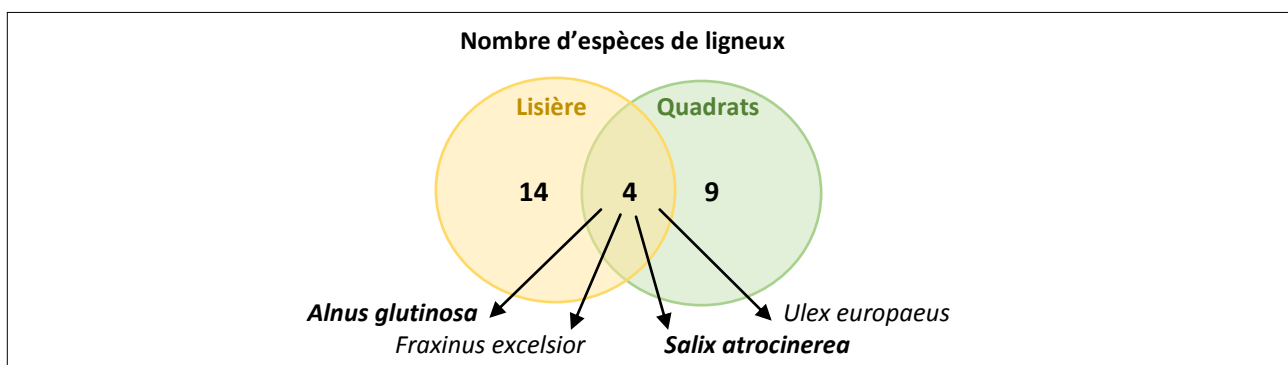 Nombre d’espèces de ligneux
Lisière Quadrats
14 4 9
Alnus glutinosa Ulex europaeus
Fraxinus excelsior Salix atrocinerea